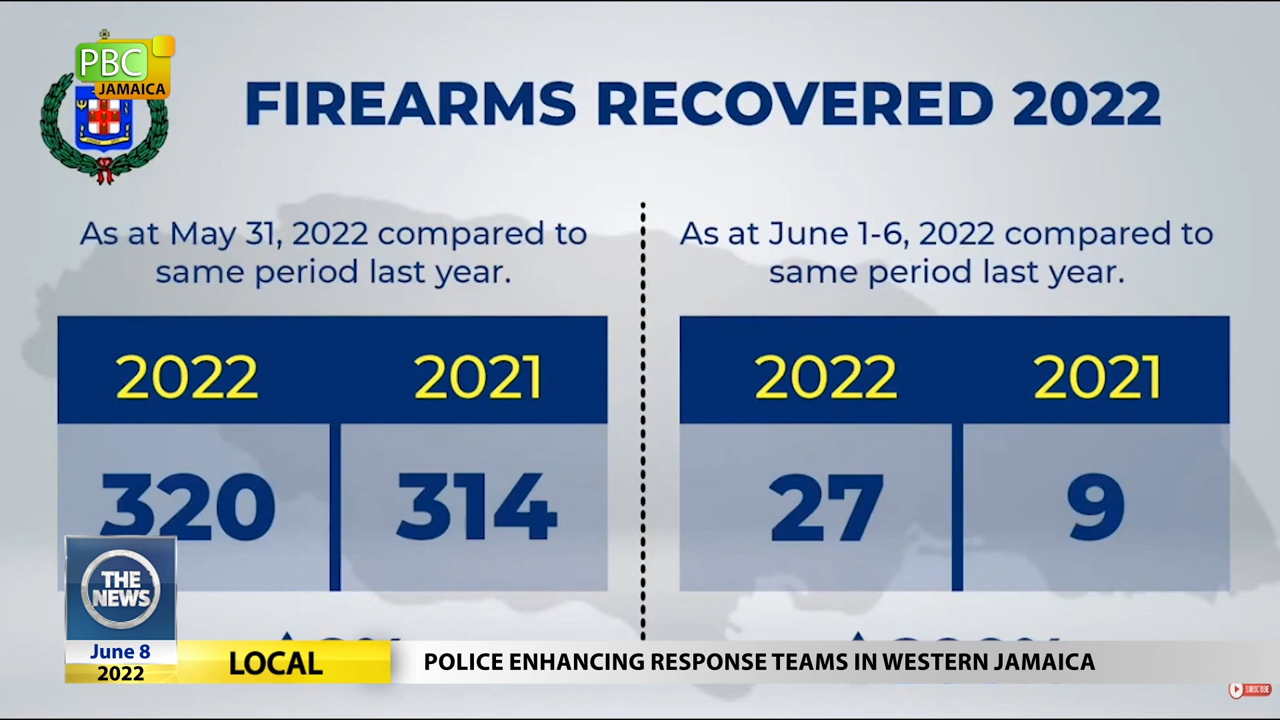 PBC
JAMAICA
FIREARMS RECOVERED 2022
As at May 31, 2022 compared to
same period last year.
2022 2021
320 314
As at June 1-6, 2022 compared to
same period last year.
2022 2021
27 9
THE
NEWS
June 8
2022
LOCAL
POLICE ENHANCING RESPONSE TEAMS IN WESTERN JAMAICA
SUBSCRIBE